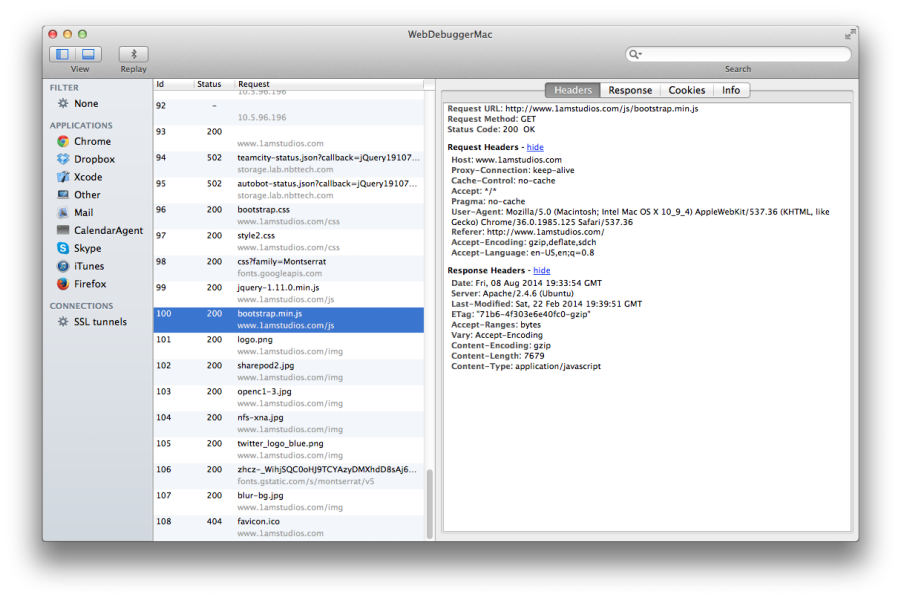 WebDebuggerMac
View
Replay
Search
FILTER
None
APPLICATIONS
Chrome
Dropbox
Xcode
Other
Mail
CalendarAgent
Skype
iTunes
Firefox
CONNECTIONS
SSL tunnels
Id Status Request
10.5.96.196
92 –
10.5.96.196
93 200
www.1amstudios.com
94 502 teamcity-status.json?callback=jQuery19107...
storage.lab.nbttech.com
95 502 autobot-status.json?callback=jQuery19107...
storage.lab.nbttech.com
96 200 bootstrap.css
www.1amstudios.com/css
97 200 style2.css
www.1amstudios.com/css
98 200 css?family=Montserrat
fonts.googleapis.com
99 200 jquery-1.11.0.min.js
www.1amstudios.com/js
100 200 bootstrap.min.js
www.1amstudios.com/js
101 200 logo.png
www.1amstudios.com/img
102 200 sharepod2.jpg
www.1amstudios.com/img
103 200 openc1-3.jpg
www.1amstudios.com/img
104 200 nfs-xna.jpg
www.1amstudios.com/img
105 200 twitter_logo_blue.png
www.1amstudios.com/img
106 200 zhcz-_WihjSQC0oHJ9TCYAzyDMXhdD8sAj6...
fonts.gstatic.com/s/montserrat/v5
107 200 blur-bg.jpg
www.1amstudios.com/img
108 404 favicon.ico
www.1amstudios.com
Headers Response Cookies Info
Request URL: http://www.1amstudios.com/js/bootstrap.min.js
Request Method: GET
Status Code: 200 OK
Request Headers - hide
Host: www.1amstudios.com
Proxy-Connection: keep-alive
Cache-Control: no-cache
Accept: */*
Pragma: no-cache
User-Agent: Mozilla/5.0 (Macintosh; Intel Mac OS X 10_9_4) AppleWebKit/537.36 (KHTML, like
Gecko) Chrome/36.0.1985.125 Safari/537.36
Referer: http://www.1amstudios.com/
Accept-Encoding: gzip,deflate,sdch
Accept-Language: en-US,en;q=0.8
Response Headers - hide
Date: Fri, 08 Aug 2014 19:33:54 GMT
Server: Apache/2.4.6 (Ubuntu)
Last-Modified: Sat, 22 Feb 2014 19:39:51 GMT
ETag: "71b6-4f303e6e40fc0-gzip"
Accept-Ranges: bytes
Vary: Accept-Encoding
Content-Encoding: gzip
Content-Length: 7679
Content-Type: application/javascript